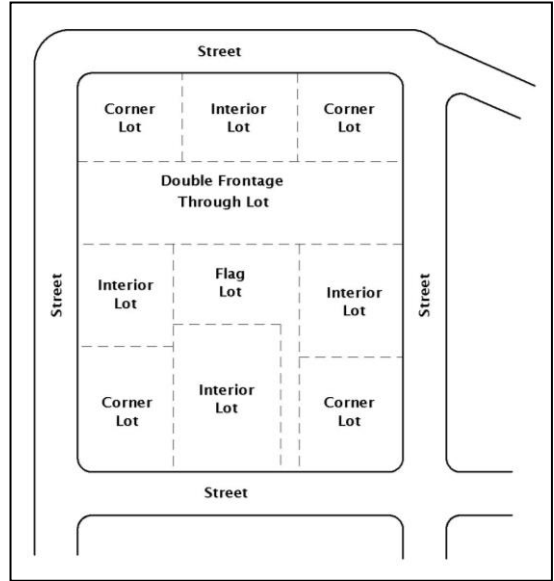 Street
Corner
Lot
Interior
Lot
Corner
Lot
Double Frontage
Through Lot
Street
Interior
Lot
Flag
Lot
Interior
Lot
Street
Corner
Lot
Interior
Lot
Corner
Lot
Street